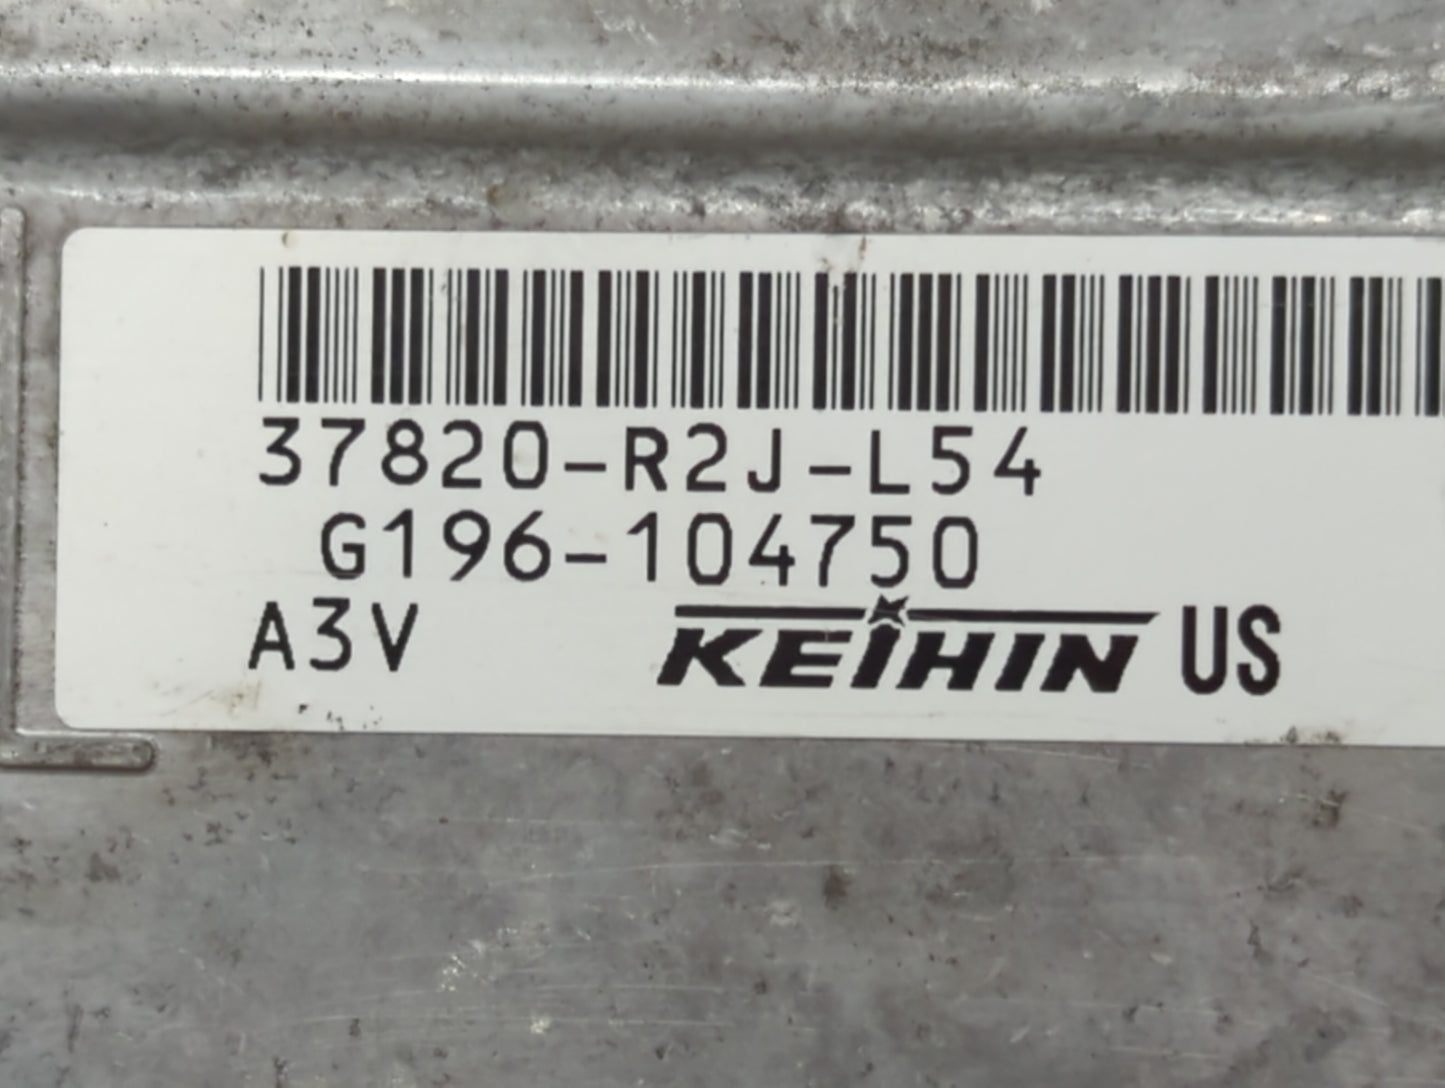 37820-R2J-L54
G196-104750
A3V KEIHIN US